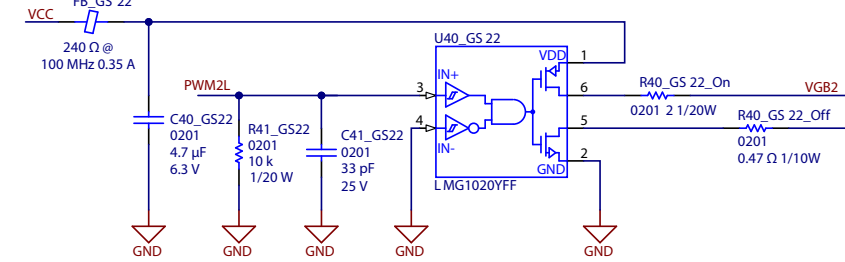 FB_GS 22
VCC
240 Ω @
100 MHz 0.35 A
U40_GS 22
VDD
1
PWM2L
3
IN+
6
R40_GS 22_On
VGB2
0201 2 1/20W
C40_GS22
0201
4.7 µF
6.3 V
R41_GS22
0201
10 k
1/20 W
C41_GS22
0201
33 pF
25 V
4
IN-
5
R40_GS 22_Off
0201
0.47 Ω 1/10W
2
GND
LMG1020YFF
GND
GND
GND
GND
GND